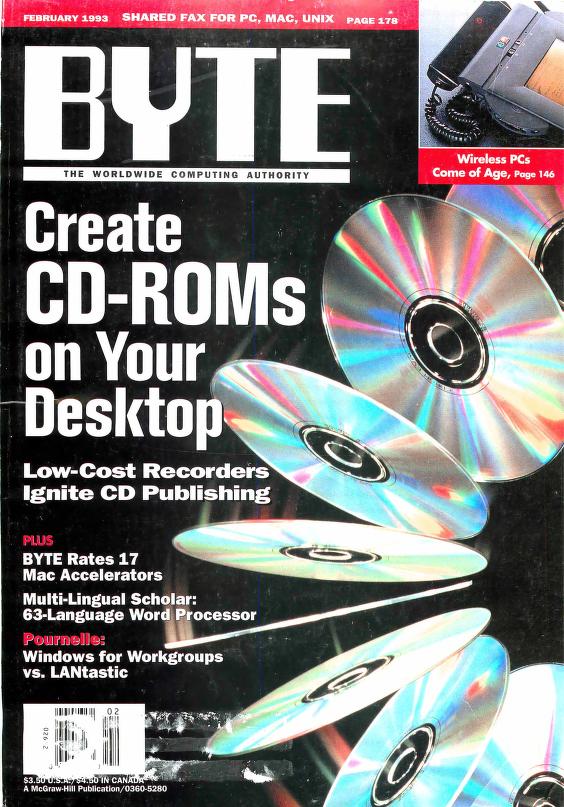 FEBRUARY 1993 SHARED FAX FOR PC, MAC, UNIX PAGE 178
BYTE
THE WORLDWIDE COMPUTING AUTHORITY
Wireless PCs
Come of Age, Page 146
Create
CD-ROMs
on Your
Desktop
Low-Cost Recorders
Ignite CD Publishing
PLUS
BYTE Rates 17
Mac Accelerators
Multi-Lingual Scholar:
63-Language Word Processor
Pournelle:
Windows for Workgroups
vs. LANtastic
02
$3.50 U.S.A./$4.50 IN CANADA
A McGraw-Hill Publication/0360-5280